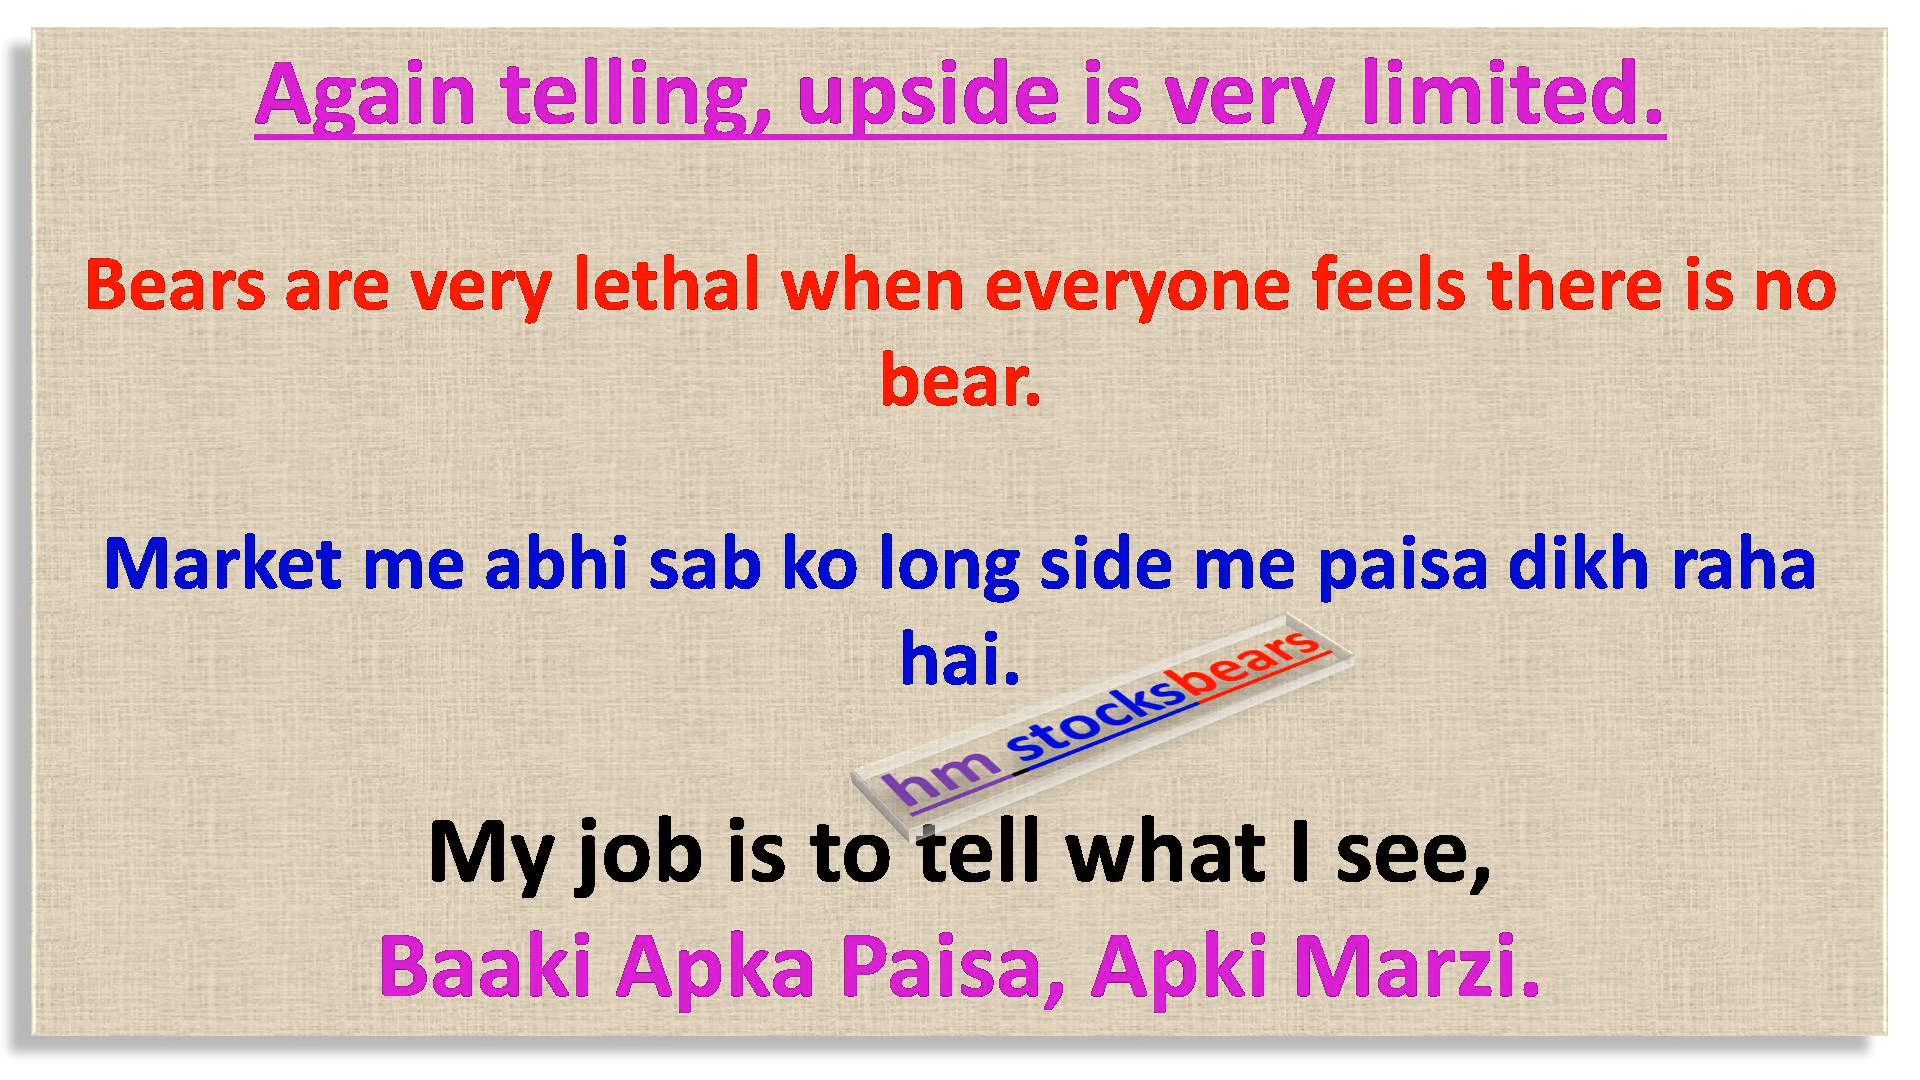 Again telling, upside is very limited.
Bears are very lethal when everyone feels there is no
bear.
Market me abhi sab ko long side me paisa dikh raha
hai.
hm stocksbears
My job is to tell what I see,
Baaki Apka Paisa, Apki Marzi.